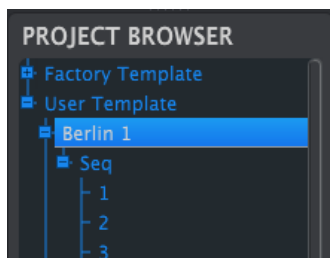 PROJECT BROWSER
Factory Template
User Template
Berlin 1
Seq
1
2
3